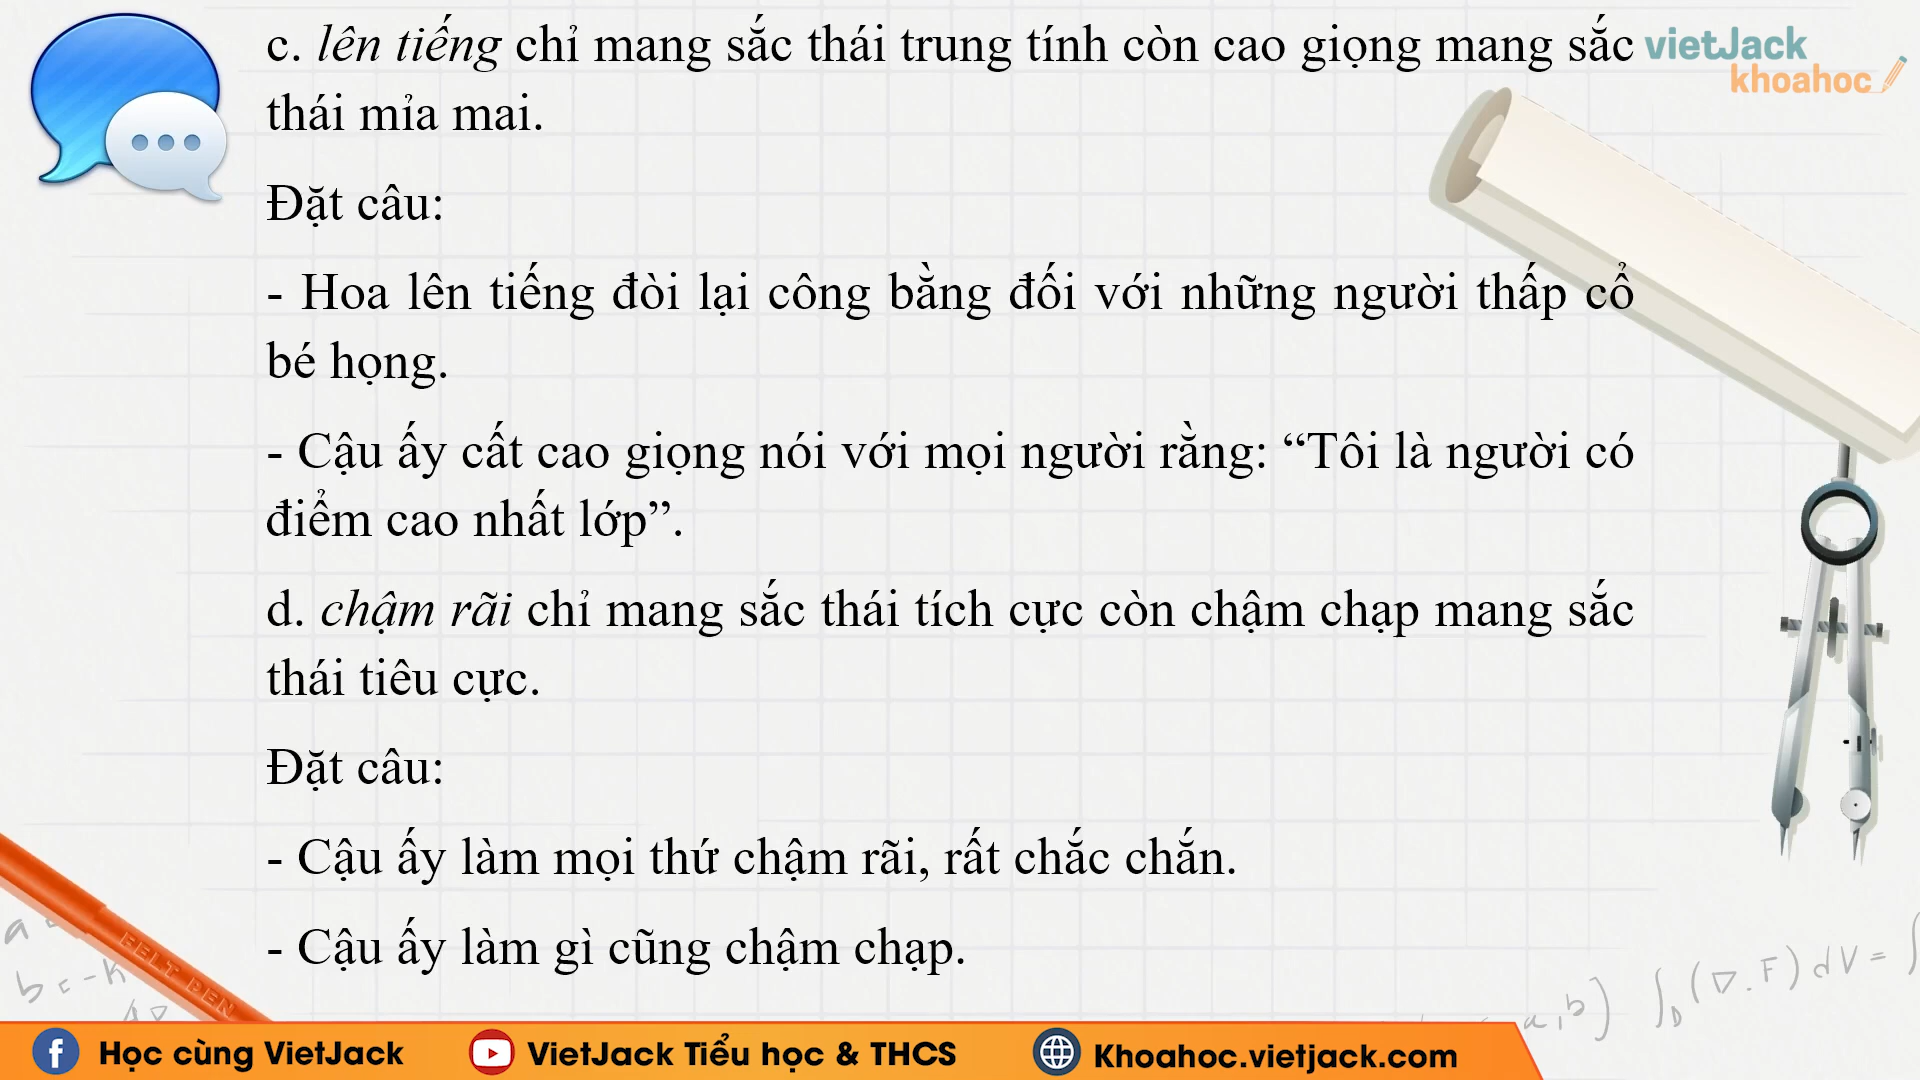 c. lên tiếng chỉ mang sắc thái trung tính còn cao giọng mang sắc
thái mỉa mai.
vietJack
khoahoc
Đặt câu:
- Hoa lên tiếng đòi lại công bằng đối với những người thấp cổ
bé họng.
- Cậu ấy cất cao giọng nói với mọi người rằng: “Tôi là người có
điểm cao nhất lớp”.
d. chậm rãi chỉ mang sắc thái tích cực còn chậm chạp mang sắc
thái tiêu cực.
Đặt câu:
- Cậu ấy làm mọi thứ chậm rãi, rất chắc chắn.
- Cậu ấy làm gì cũng chậm chạp.
FELT DEN
bc-k
a,b)
∫D (∇.F) dV =
Học cùng VietJack
VietJack Tiểu học & THCS
Khoahoc.vietjack.com